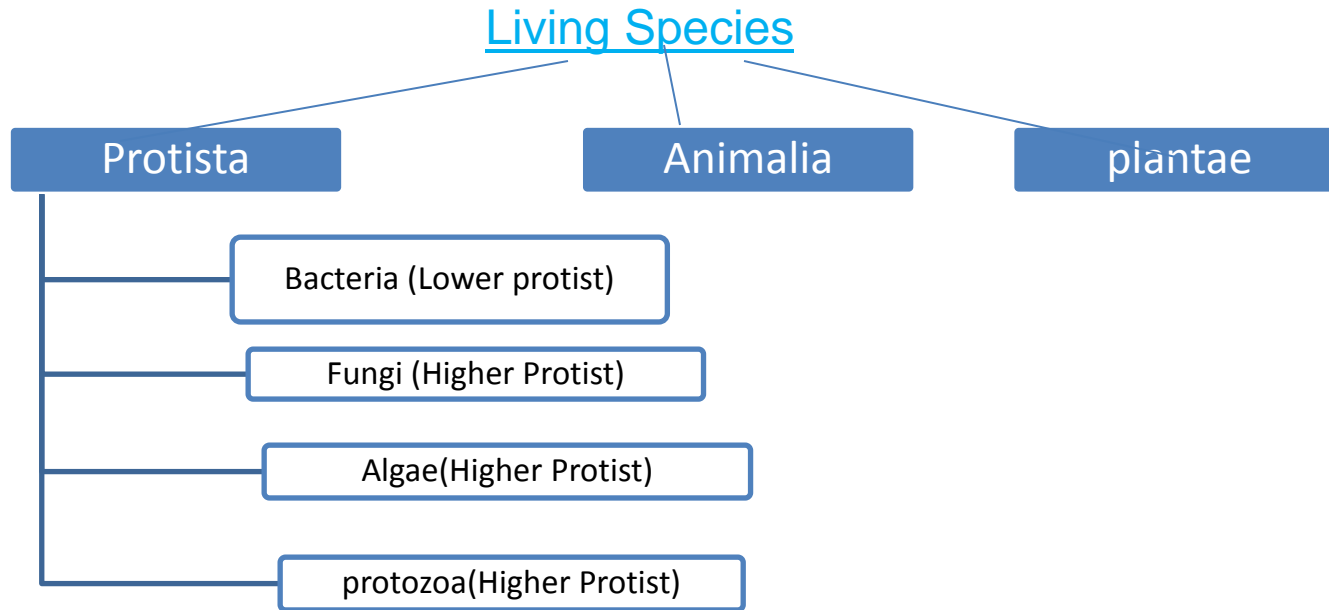 Living Species
Protista
Animalia
plantae
Bacteria (Lower protist)
Fungi (Higher Protist)
Algae(Higher Protist)
protozoa(Higher Protist)